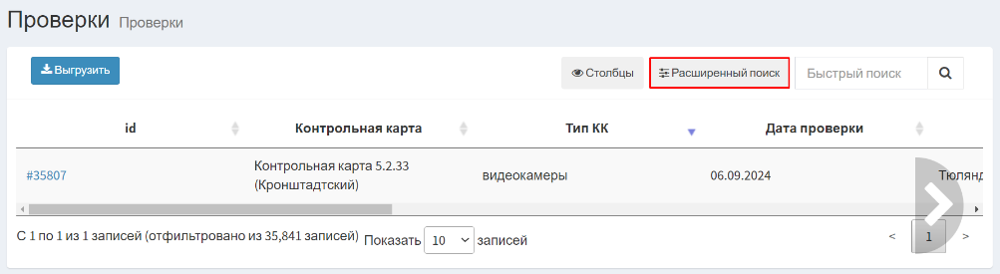 Проверки Проверки
Выгрузить Столбцы Расширенный поиск Быстрый поиск
id Контрольная карта Тип КК Дата проверки
#35807 Контрольная карта 5.2.33 (Кронштадтский) видеокамеры 06.09.2024 Тюлянд
С 1 по 1 из 1 записей (отфильтровано из 35,841 записей) Показать 10 записей < 1 >